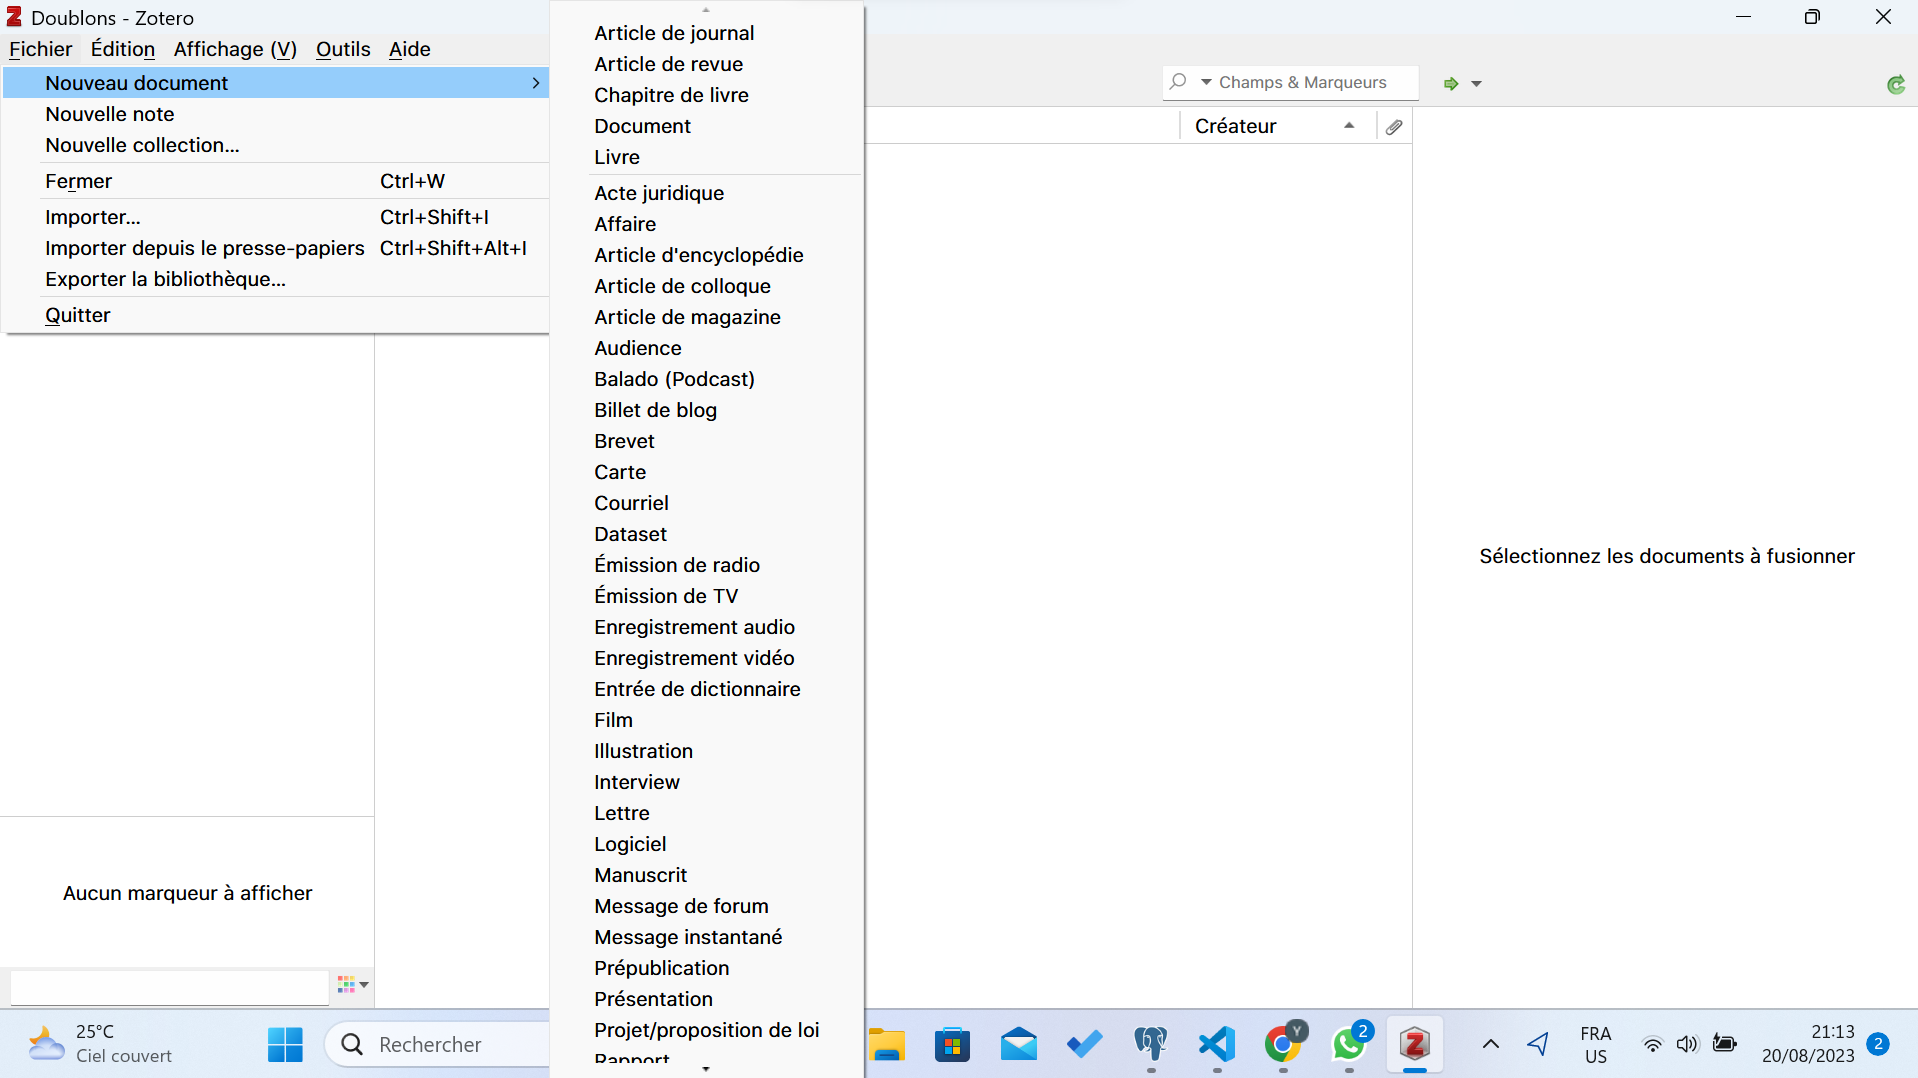 Doublons - Zotero
Fichier Édition Affichage (V) Outils Aide
Nouveau document
Nouvelle note
Nouvelle collection...
Fermer Ctrl+W
Importer... Ctrl+Shift+I
Importer depuis le presse-papiers Ctrl+Shift+Alt+I
Exporter la bibliothèque...
Quitter
Article de journal
Article de revue
Chapitre de livre
Document
Livre
Acte juridique
Affaire
Article d'encyclopédie
Article de colloque
Article de magazine
Audience
Balado (Podcast)
Billet de blog
Brevet
Carte
Courriel
Dataset
Émission de radio
Émission de TV
Enregistrement audio
Enregistrement vidéo
Entrée de dictionnaire
Film
Illustration
Interview
Lettre
Logiciel
Manuscrit
Message de forum
Message instantané
Prépublication
Présentation
Projet/proposition de loi
Rapport
Champs & Marqueurs
Créateur
Sélectionnez les documents à fusionner
Aucun marqueur à afficher
25°C
Ciel couvert
Rechercher
Y
2
FRA
US
21:13
20/08/2023
2